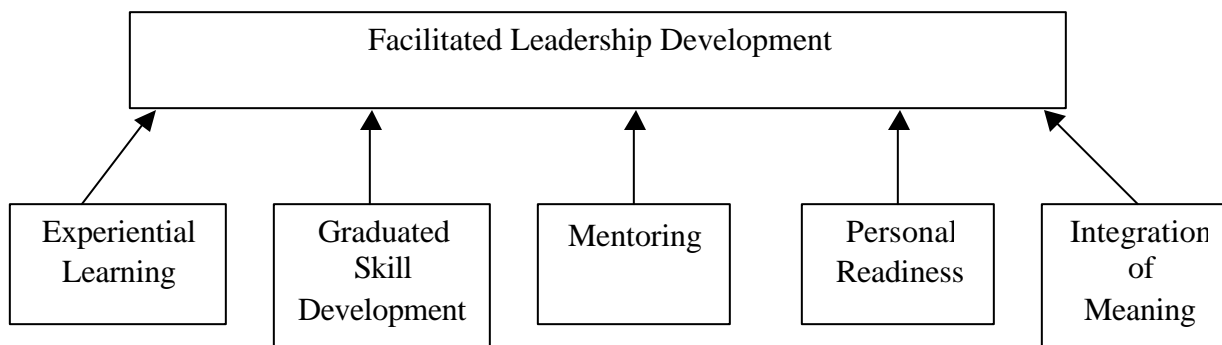 Facilitated Leadership Development
Experiential
Learning
Graduated
Skill
Development
Mentoring
Personal
Readiness
Integration
of
Meaning